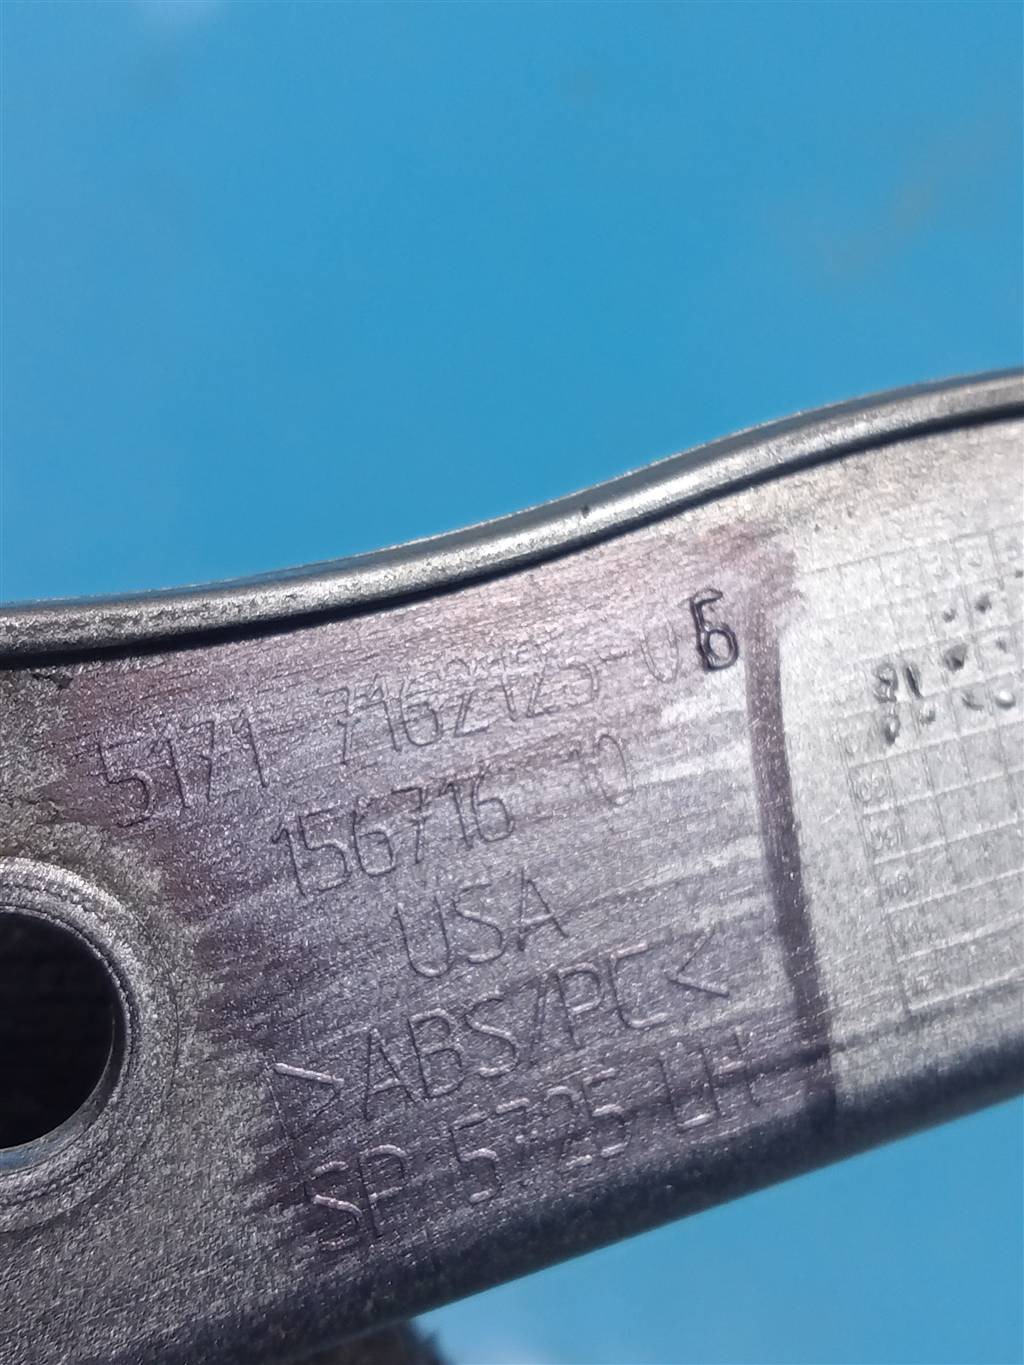 5171 7162125-06
156716 10
USA
>ABS/PC<
SP 5725 LH